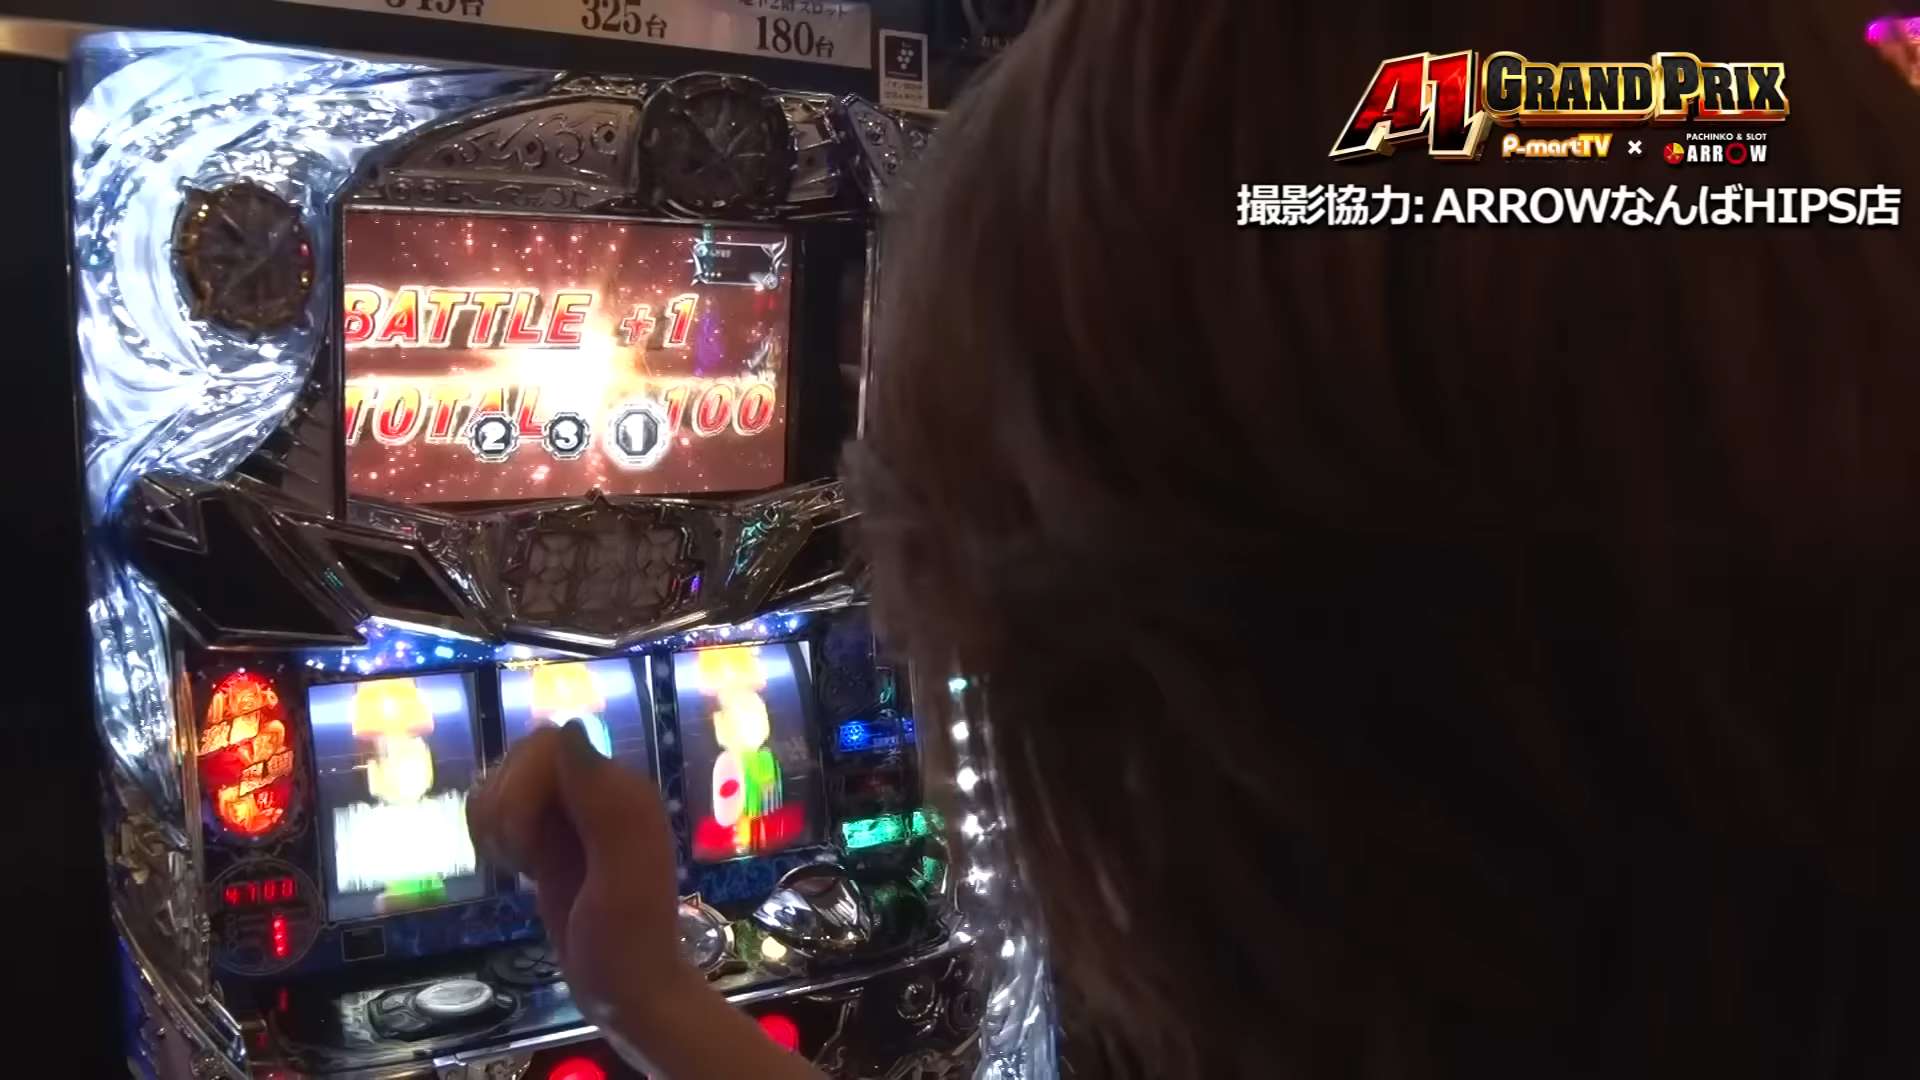 325台
180台
A1 GRAND PRIX
P-martTV × PACHINKO & SLOT ARROW
撮影協力: ARROWなんばHIPS店
BATTLE +1
TOTAL 100
2 3 1
4700
1